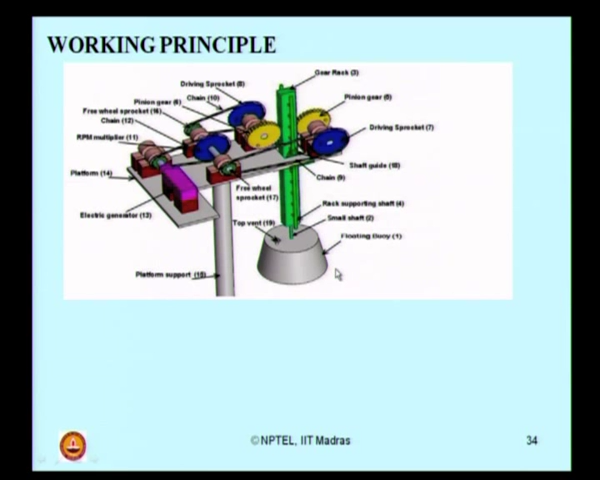 WORKING PRINCIPLE
Gear Rack (3)
Driving Sprocket (8)
Chain (10)
Pinion gear (6)
Pinion gear (5)
Free wheel sprocket (16)
Chain (12)
Driving Sprocket (7)
RPM multiplier (11)
Shaft guide (18)
Platform (14)
Chain (9)
Free wheel
sprocket (17)
Electric generator (13)
Rack supporting shaft (4)
Small shaft (2)
Top vent (19)
Floating Buoy (1)
Platform support (15)
©NPTEL, IIT Madras
34